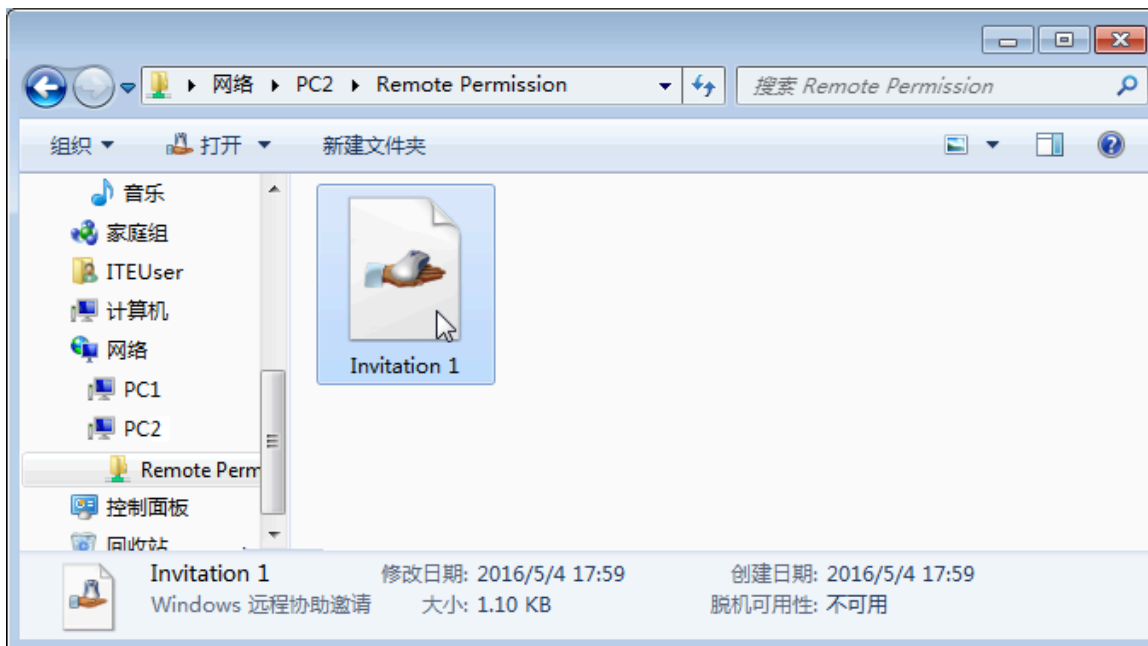 网络 PC2 Remote Permission
搜索 Remote Permission
组织 打开 新建文件夹
音乐
家庭组
ITEUser
计算机
网络
PC1
PC2
Remote Perm
控制面板
回收站
Invitation 1
Invitation 1 修改日期: 2016/5/4 17:59 创建日期: 2016/5/4 17:59
Windows 远程协助邀请 大小: 1.10 KB 脱机可用性: 不可用